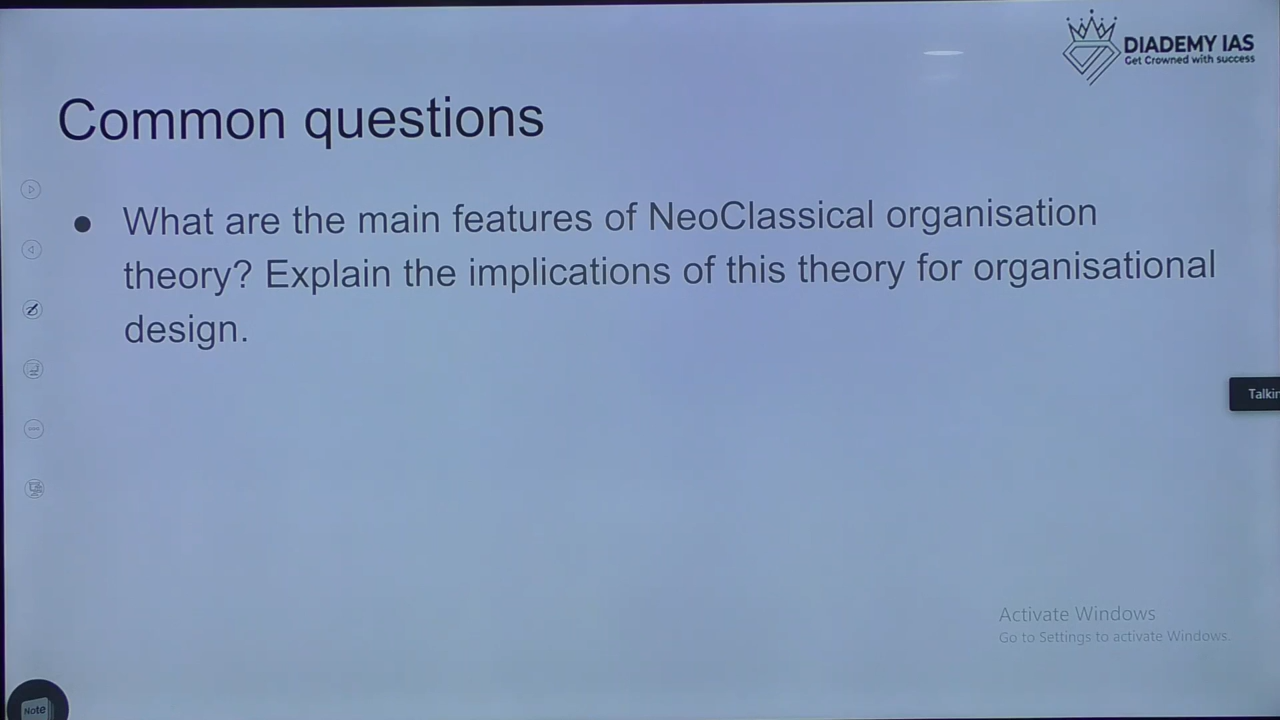 DIADEMY IAS
Get Crowned with success
Common questions
● What are the main features of NeoClassical organisation
theory? Explain the implications of this theory for organisational
design.
Talkin
Activate Windows
Go to Settings to activate Windows.
Note